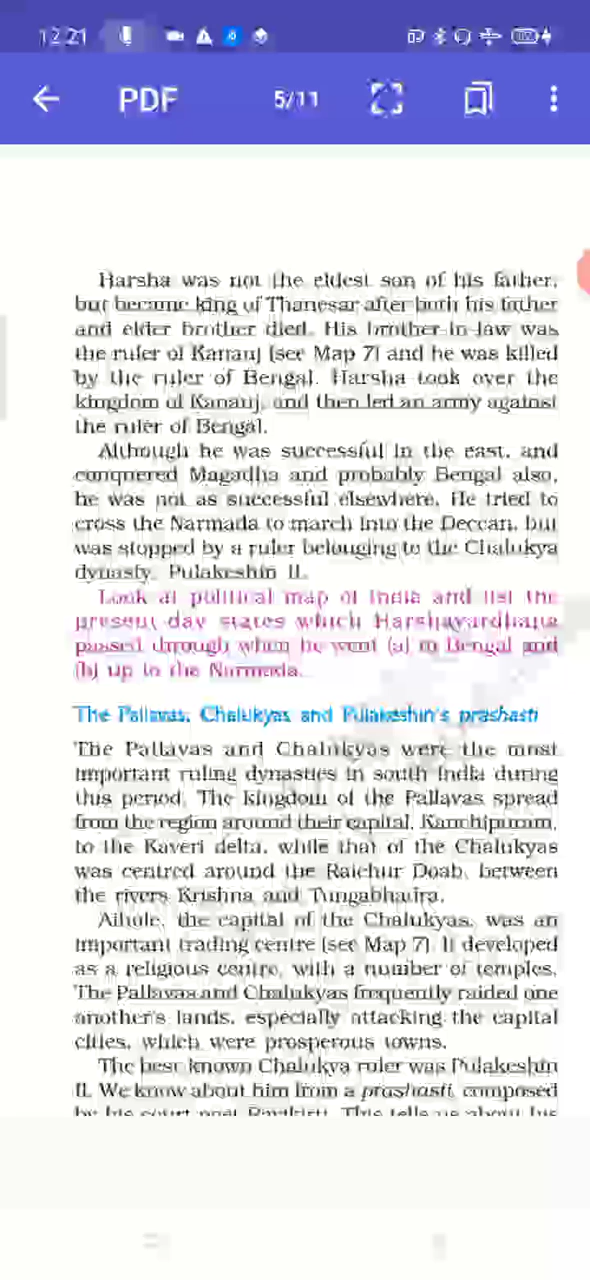 12:21
PDF 5/11
Harsha was not the eldest son of his father,
but became king of Thanesar after both his father
and elder brother died. His brother-in-law was
the ruler of Kanauj (see Map 7) and he was killed
by the ruler of Bengal. Harsha took over the
kingdom of Kanauj, and then led an army against
the ruler of Bengal.
Although he was successful in the east, and
conquered Magadha and probably Bengal also,
he was not as successful elsewhere. He tried to
cross the Narmada to march into the Deccan, but
was stopped by a ruler belonging to the Chalukya
dynasty, Pulakeshin II.
Look at political map of India and list the
present day states which Harshavardhana
passed through when he went (a) to Bengal and
(b) up to the Narmada.
The Pallavas, Chalukyas and Pulakeshin's prashasti
The Pallavas and Chalukyas were the most
important ruling dynasties in south India during
this period. The kingdom of the Pallavas spread
from the region around their capital, Kanchipuram,
to the Kaveri delta, while that of the Chalukyas
was centred around the Raichur Doab, between
the rivers Krishna and Tungabhadra.
Aihole, the capital of the Chalukyas, was an
important trading centre (see Map 7). It developed
as a religious centre, with a number of temples.
The Pallavas and Chalukyas frequently raided one
another's lands, especially attacking the capital
cities, which were prosperous towns.
The best known Chalukya ruler was Pulakeshin
II. We know about him from a prashasti, composed
by his court poet Ravikirti. This tells us about his